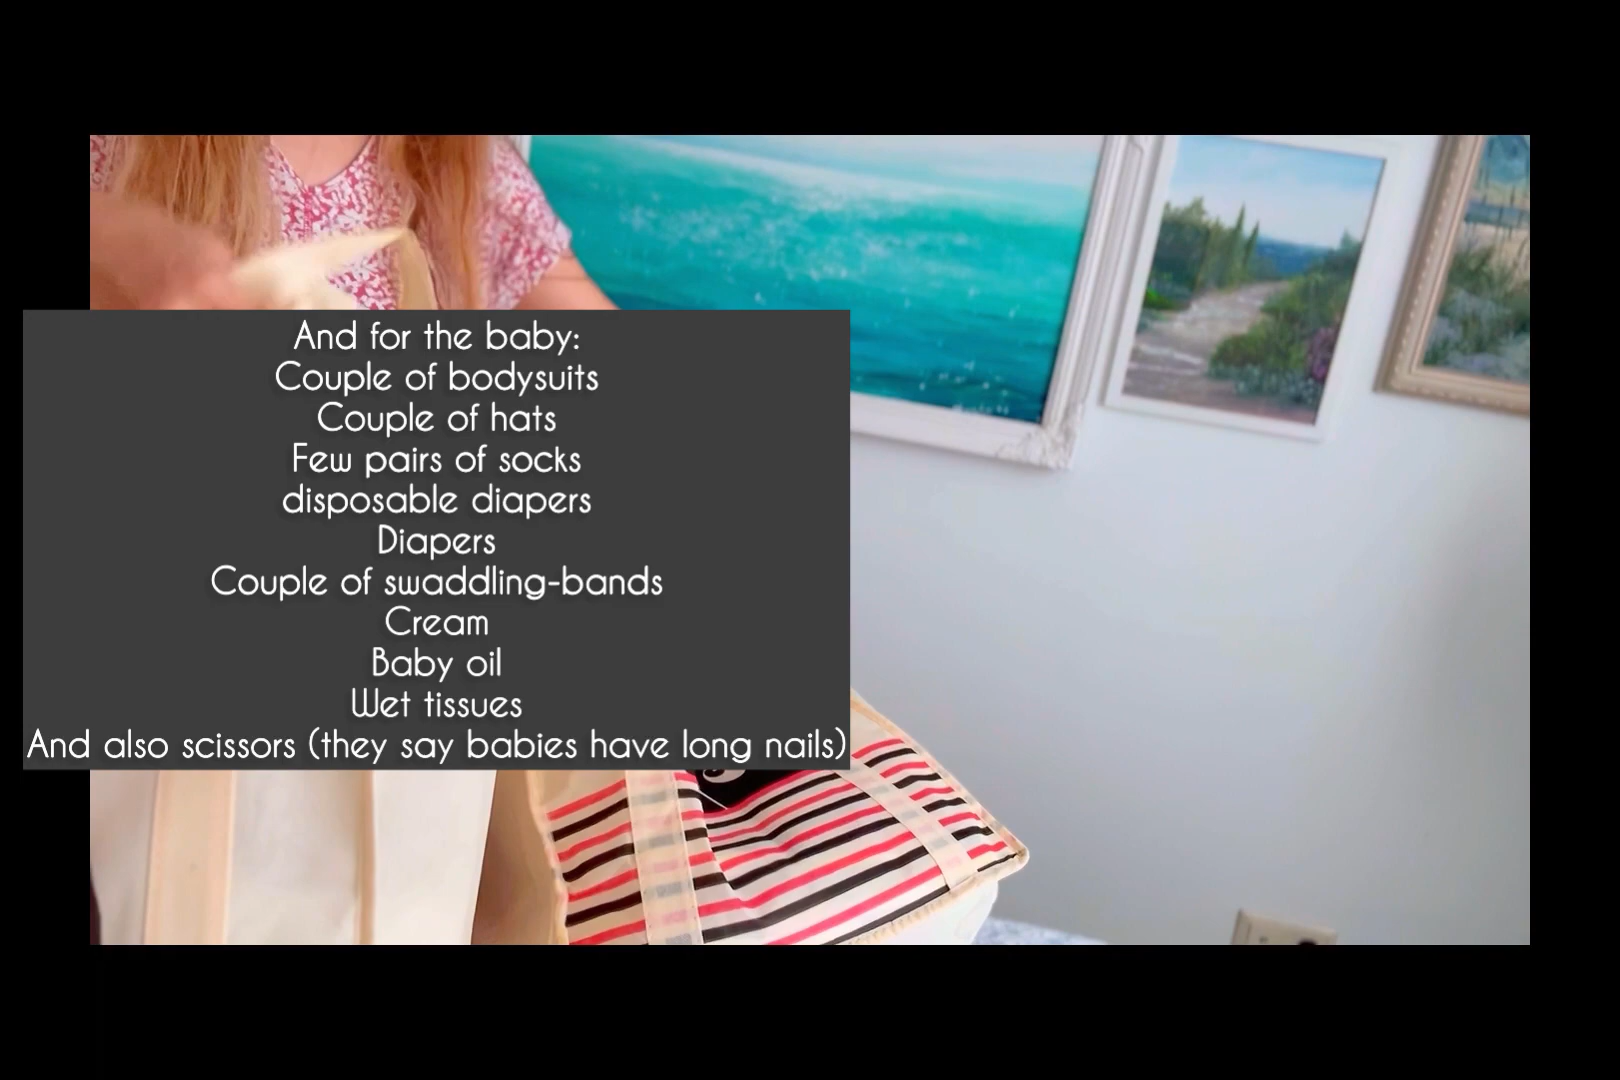 And for the baby:
Couple of bodysuits
Couple of hats
Few pairs of socks
disposable diapers
Diapers
Couple of swaddling-bands
Cream
Baby oil
Wet tissues
And also scissors (they say babies have long nails)